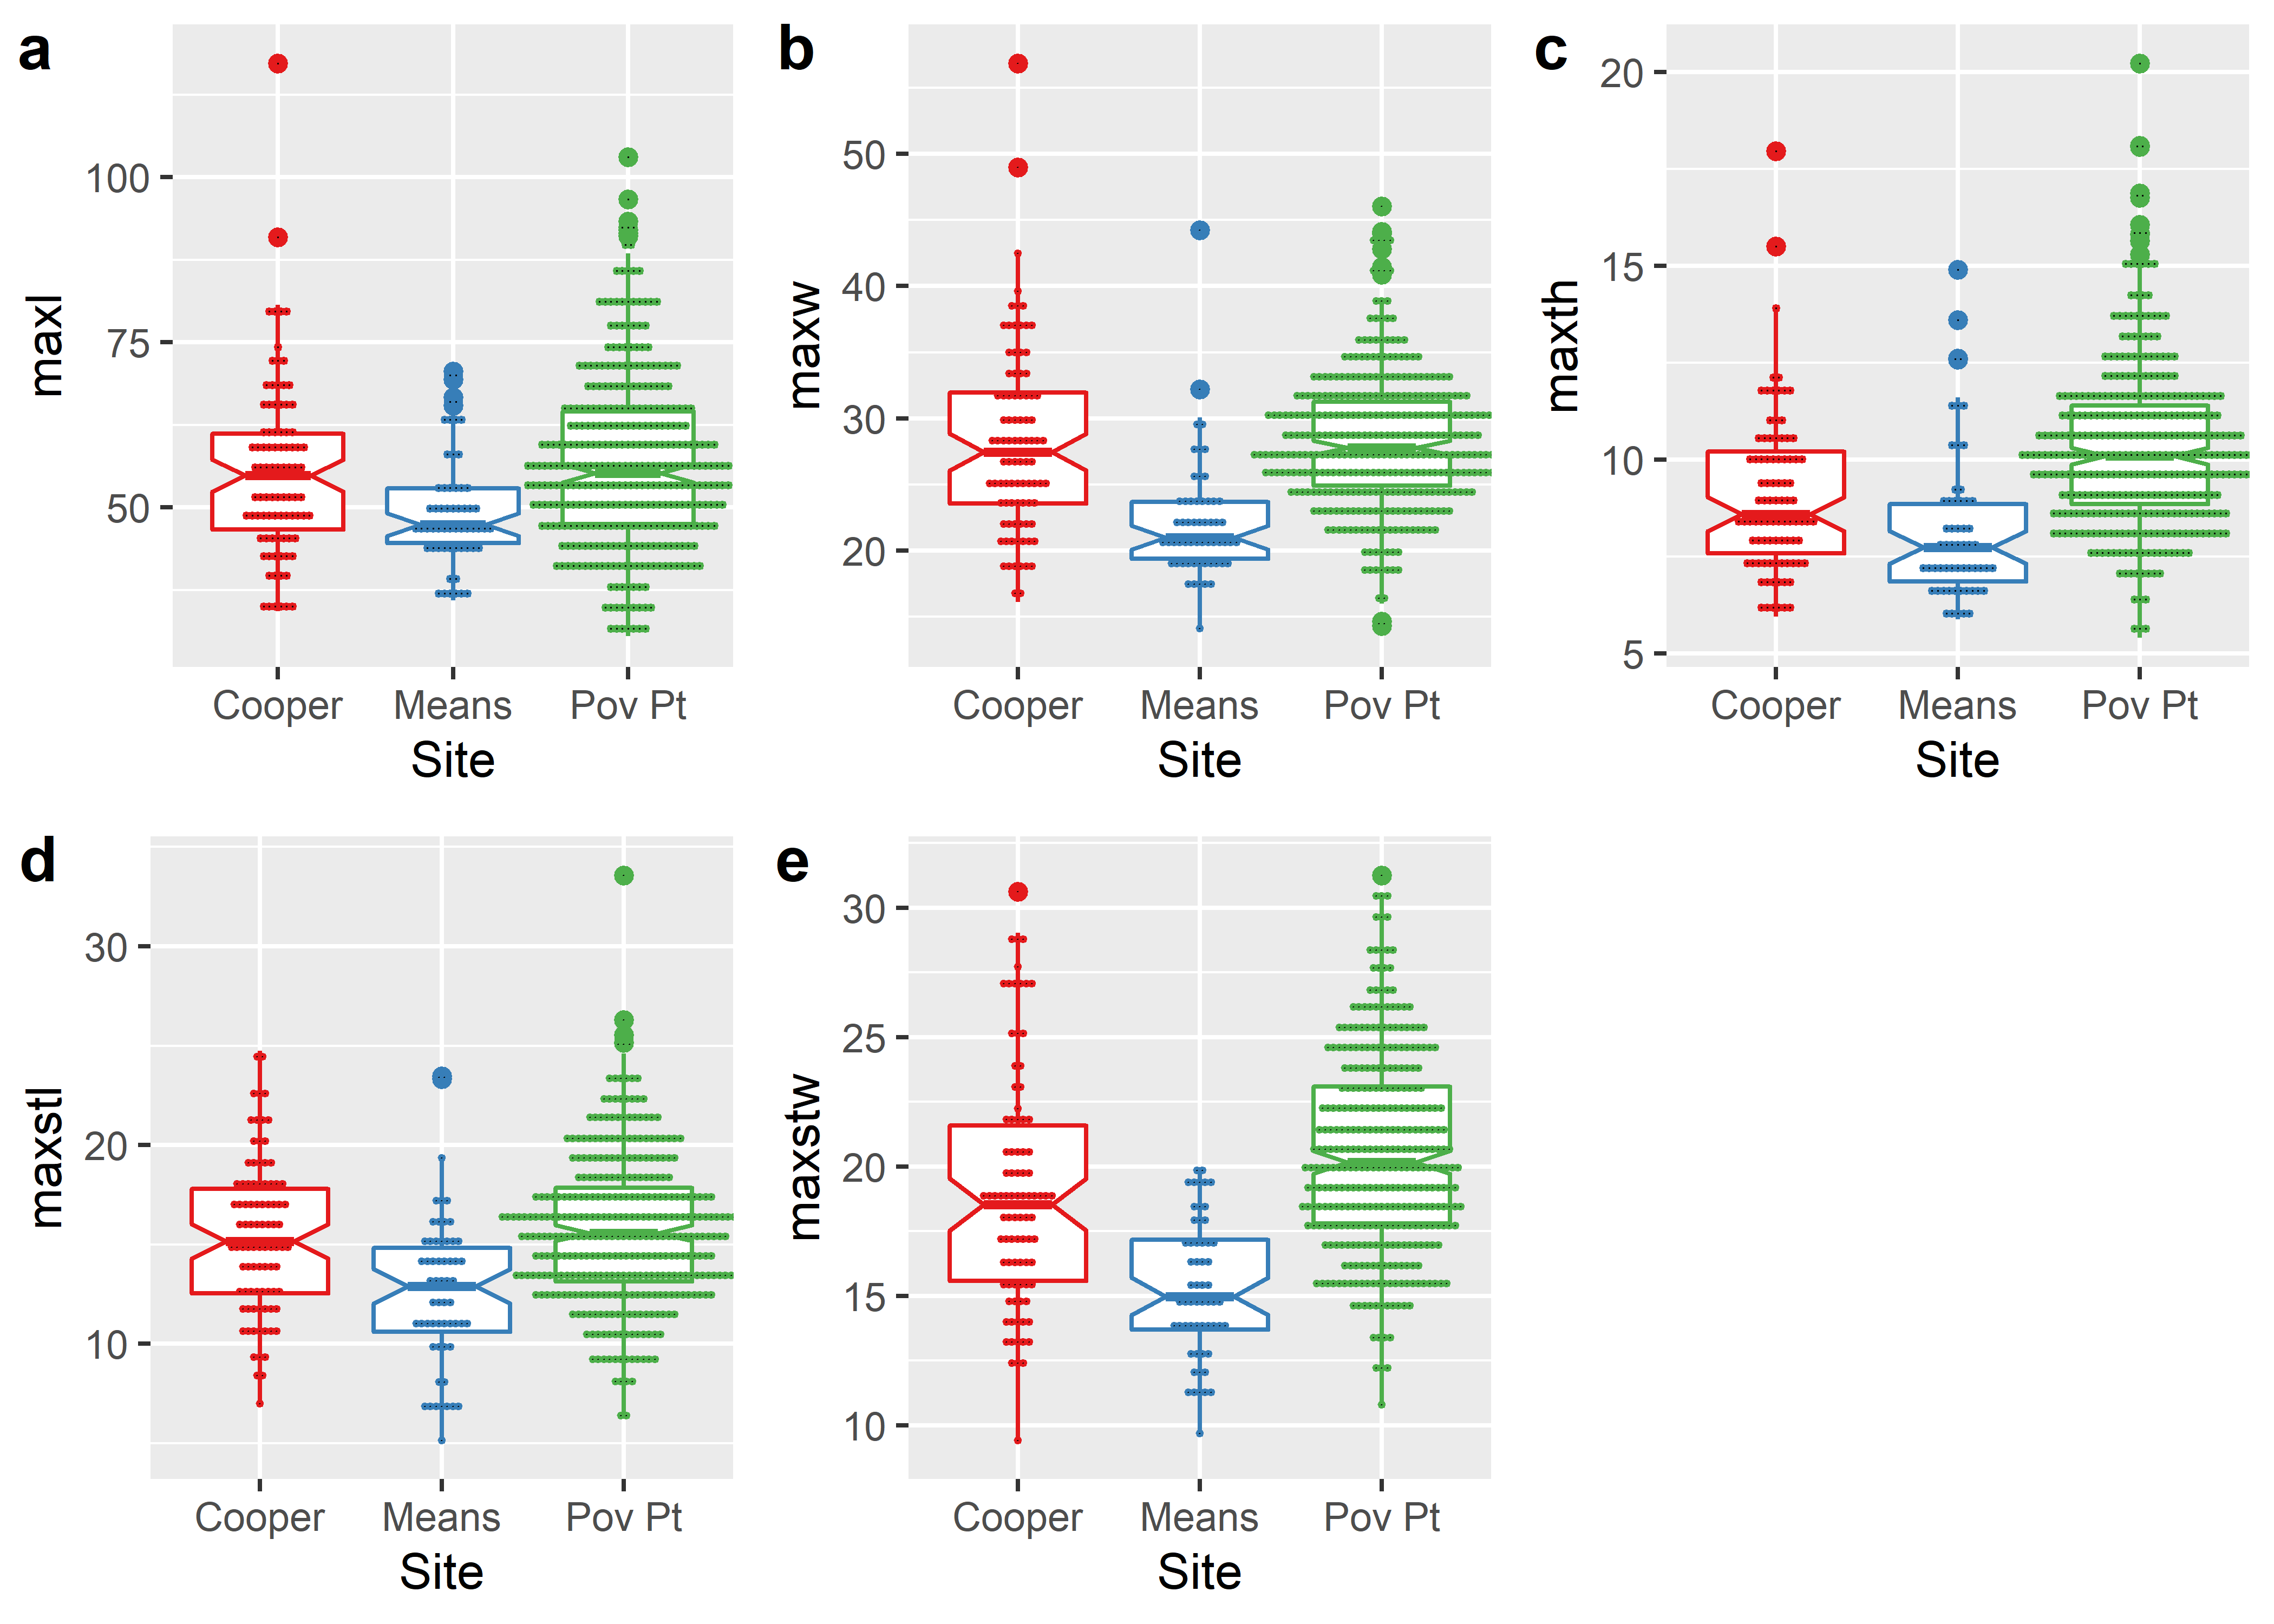 a
maxl
100
75
50
Cooper Means Pov Pt
Site
b
maxw
50
40
30
20
Cooper Means Pov Pt
Site
c
maxth
20
15
10
5
Cooper Means Pov Pt
Site
d
maxstl
30
20
10
Cooper Means Pov Pt
Site
e
maxstw
30
25
20
15
10
Cooper Means Pov Pt
Site